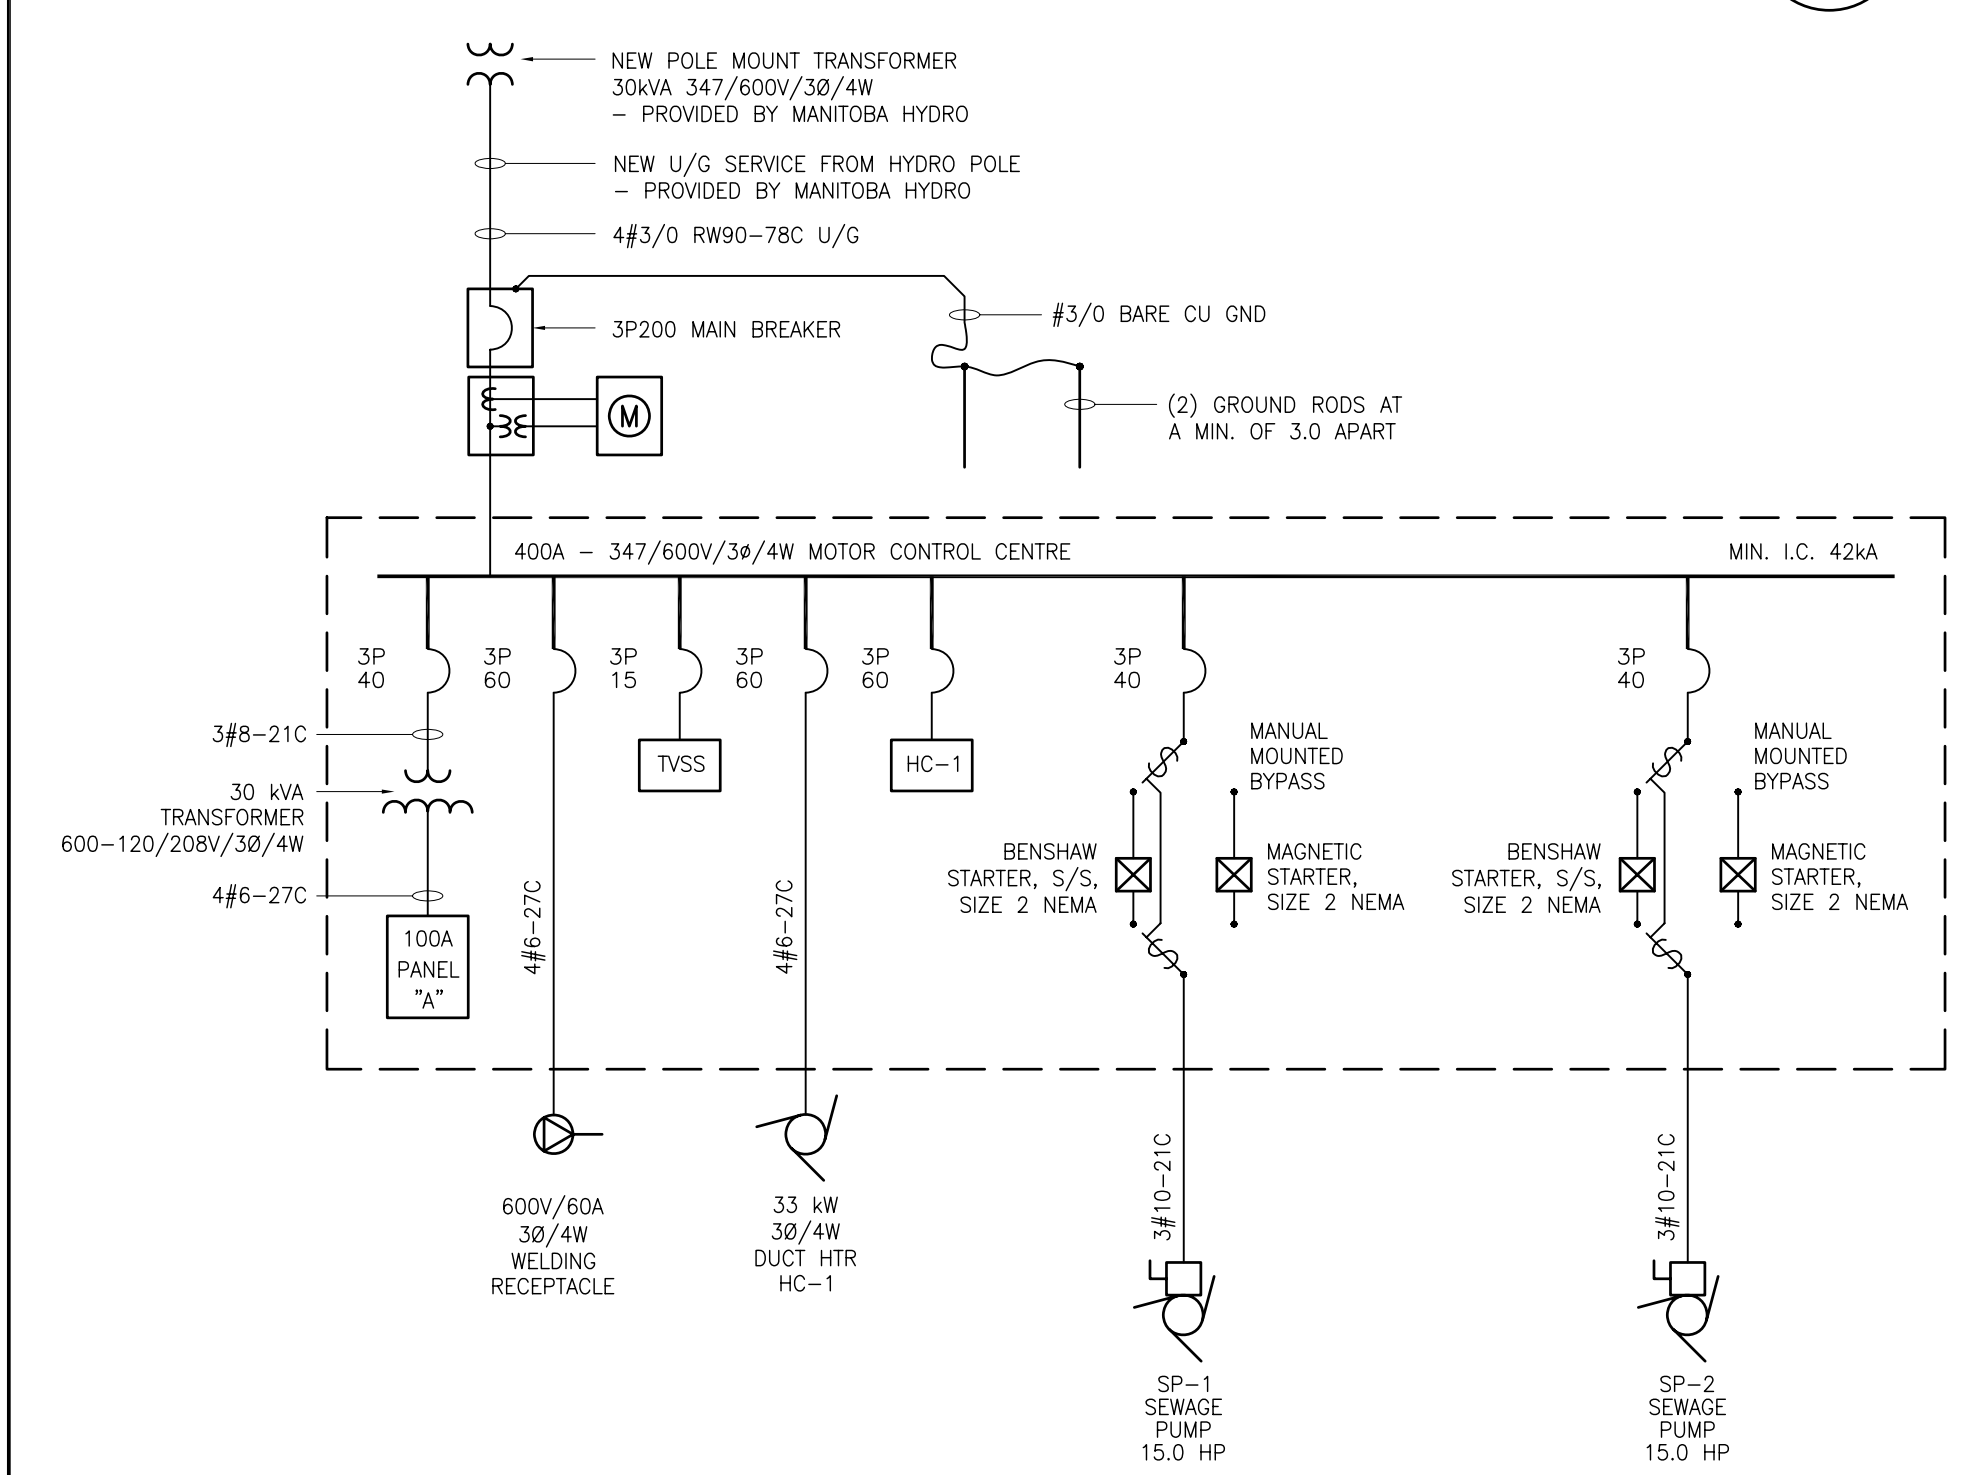 NEW POLE MOUNT TRANSFORMER
30kVA 347/600V/3Ø/4W
– PROVIDED BY MANITOBA HYDRO
NEW U/G SERVICE FROM HYDRO POLE
– PROVIDED BY MANITOBA HYDRO
4#3/0 RW90–78C U/G
3P200 MAIN BREAKER
#3/0 BARE CU GND
M
(2) GROUND RODS AT
A MIN. OF 3.0 APART
400A – 347/600V/3ø/4W MOTOR CONTROL CENTRE
MIN. I.C. 42kA
3P
40
3P
60
3P
15
3P
60
3P
60
3P
40
3P
40
3#8–21C
30 kVA
TRANSFORMER
600–120/208V/3Ø/4W
4#6–27C
100A
PANEL
"A"
4#6–27C
TVSS
4#6–27C
HC–1
MANUAL
MOUNTED
BYPASS
BENSHAW
STARTER, S/S,
SIZE 2 NEMA
MAGNETIC
STARTER,
SIZE 2 NEMA
MANUAL
MOUNTED
BYPASS
BENSHAW
STARTER, S/S,
SIZE 2 NEMA
MAGNETIC
STARTER,
SIZE 2 NEMA
600V/60A
3Ø/4W
WELDING
RECEPTACLE
33 kW
3Ø/4W
DUCT HTR
HC–1
3#10–21C
SP–1
SEWAGE
PUMP
15.0 HP
3#10–21C
SP–2
SEWAGE
PUMP
15.0 HP